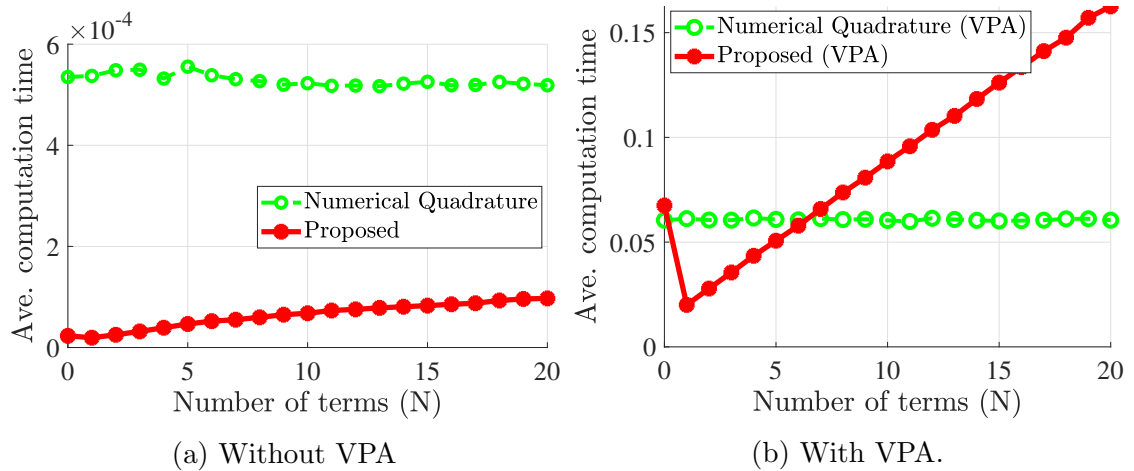 ×10⁻⁴
6
4
2
0
Ave. computation time
Numerical Quadrature
Proposed
0 5 10 15 20
Number of terms (N)
(a) Without VPA
0.15
0.1
0.05
0
Ave. computation time
Numerical Quadrature (VPA)
Proposed (VPA)
0 5 10 15 20
Number of terms (N)
(b) With VPA.